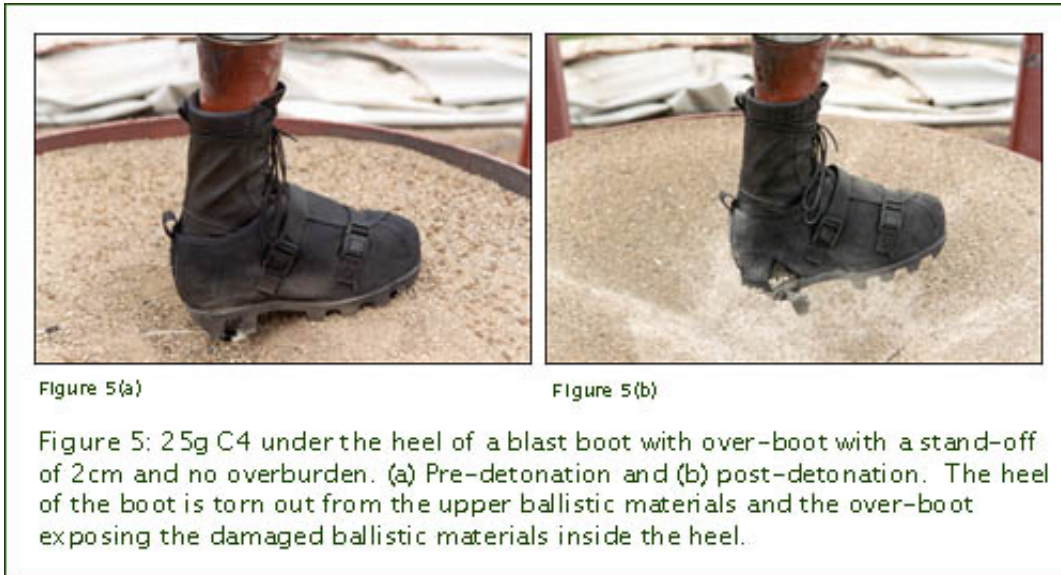 Figure 5(a)
Figure 5(b)
Figure 5: 25g C4 under the heel of a blast boot with over-boot with a stand-off
of 2cm and no overburden. (a) Pre-detonation and (b) post-detonation. The heel
of the boot is torn out from the upper ballistic materials and the over-boot
exposing the damaged ballistic materials inside the heel.